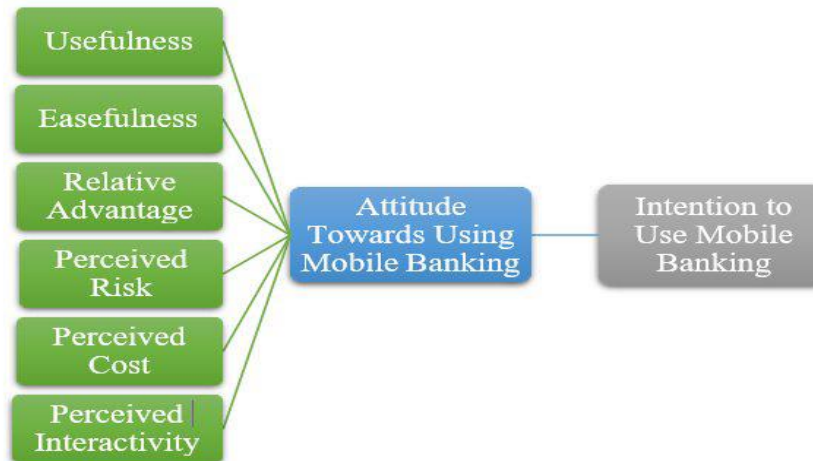 Usefulness
Easefulness
Relative
Advantage
Perceived
Risk
Perceived
Cost
Perceived
Interactivity
Attitude
Towards Using
Mobile Banking
Intention to
Use Mobile
Banking